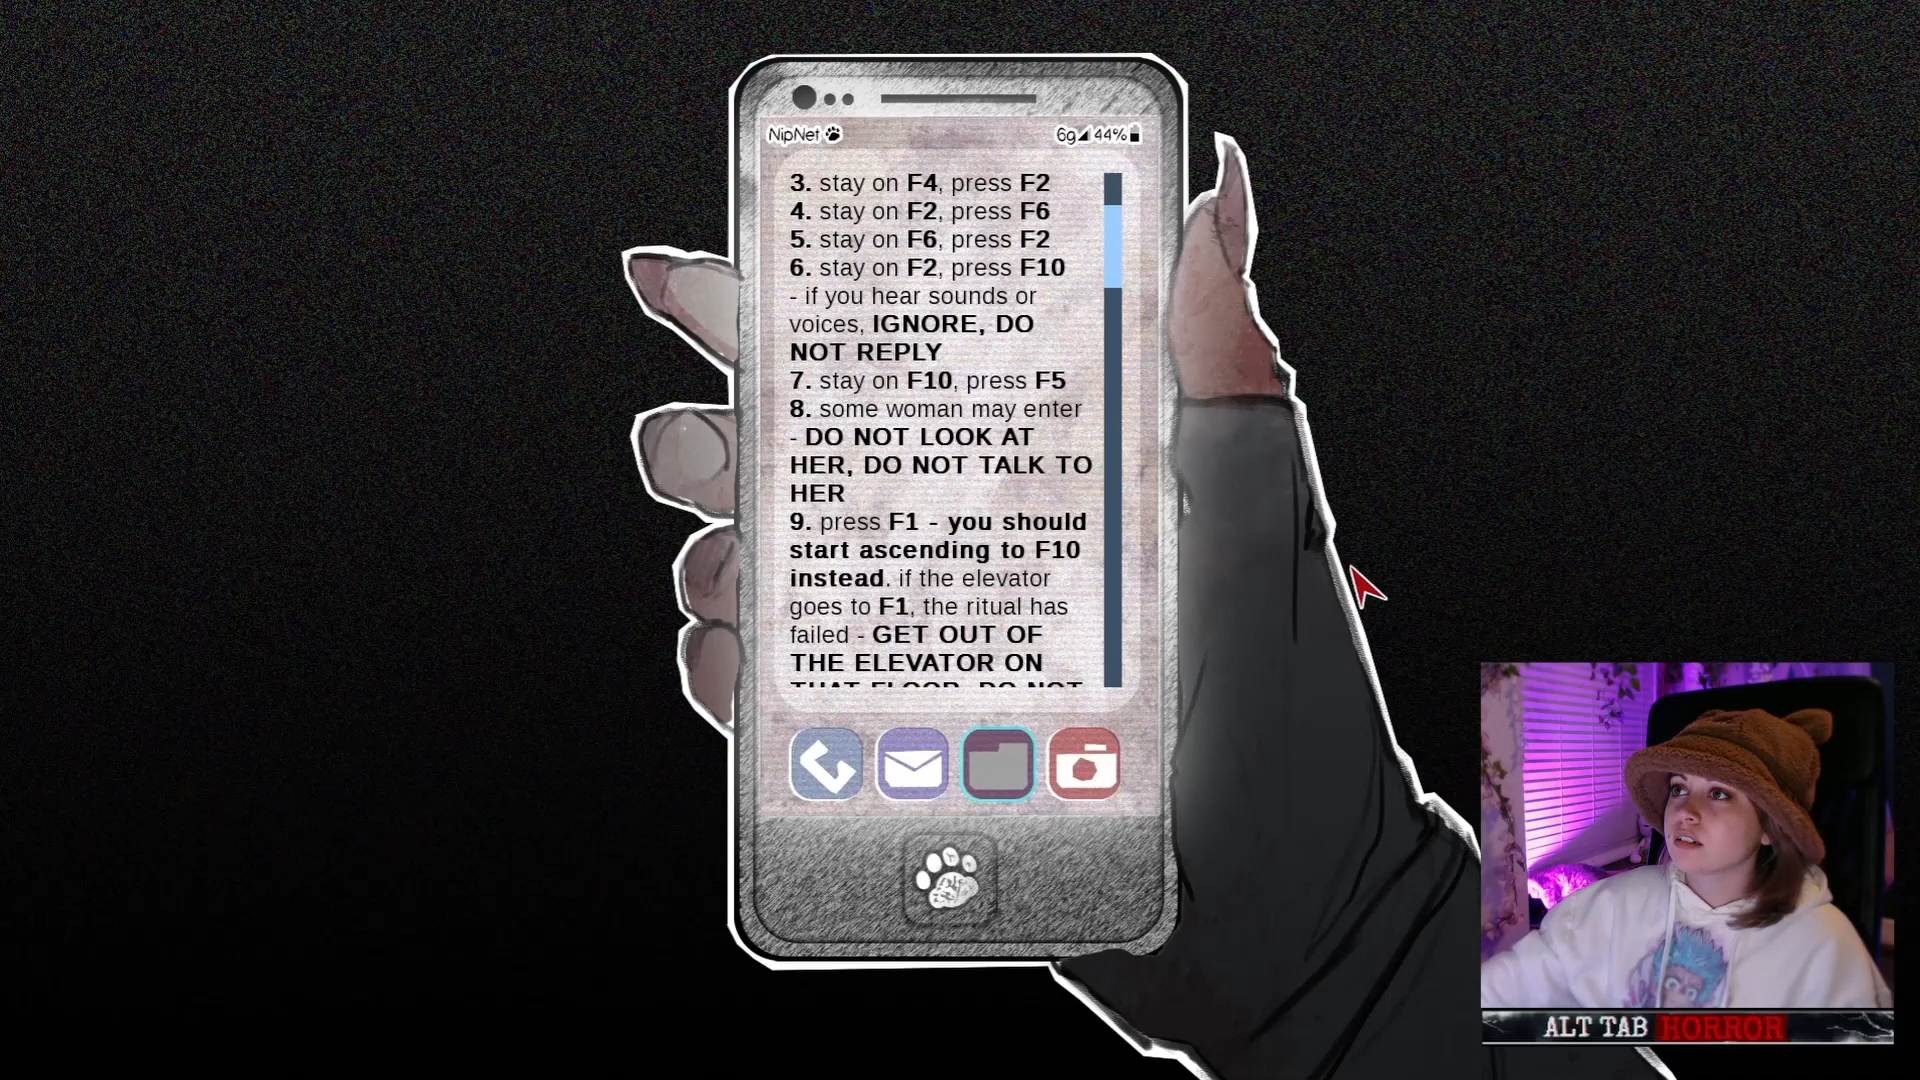 NipNet
6g 44%
3. stay on F4, press F2
4. stay on F2, press F6
5. stay on F6, press F2
6. stay on F2, press F10
- if you hear sounds or
voices, IGNORE, DO
NOT REPLY
7. stay on F10, press F5
8. some woman may enter
- DO NOT LOOK AT
HER, DO NOT TALK TO
HER
9. press F1 - you should
start ascending to F10
instead. if the elevator
goes to F1, the ritual has
failed - GET OUT OF
THE ELEVATOR ON
THAT FLOOR, DO NOT
ALT TAB HORROR